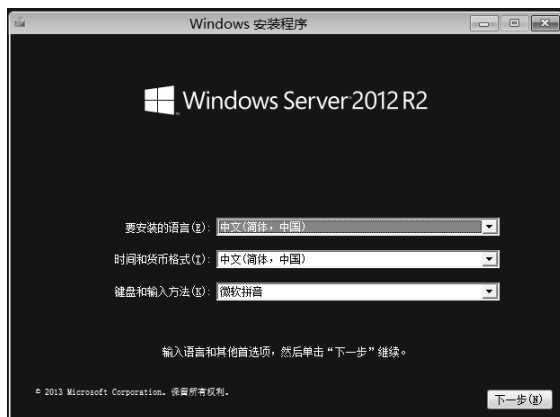 Windows 安装程序
Windows Server 2012 R2
要安装的语言(E): 中文(简体，中国)
时间和货币格式(T): 中文(简体，中国)
键盘和输入方法(K): 微软拼音
输入语言和其他首选项，然后单击“下一步”继续。
© 2013 Microsoft Corporation。保留所有权利。
下一步(N)